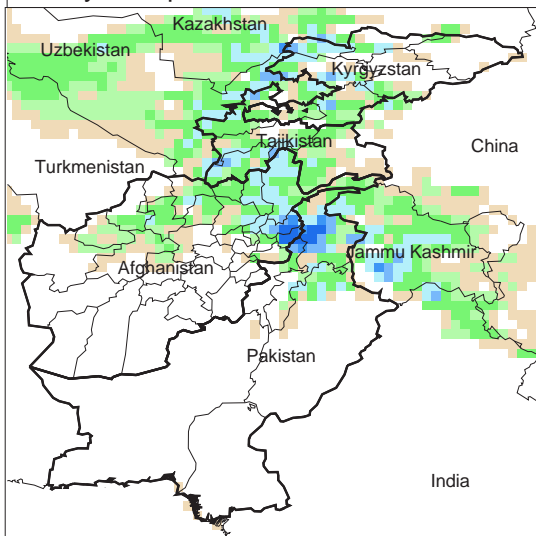 Kazakhstan
Uzbekistan
Kyrgyzstan
Tajikistan
China
Turkmenistan
Jammu Kashmir
Afghanistan
Pakistan
India